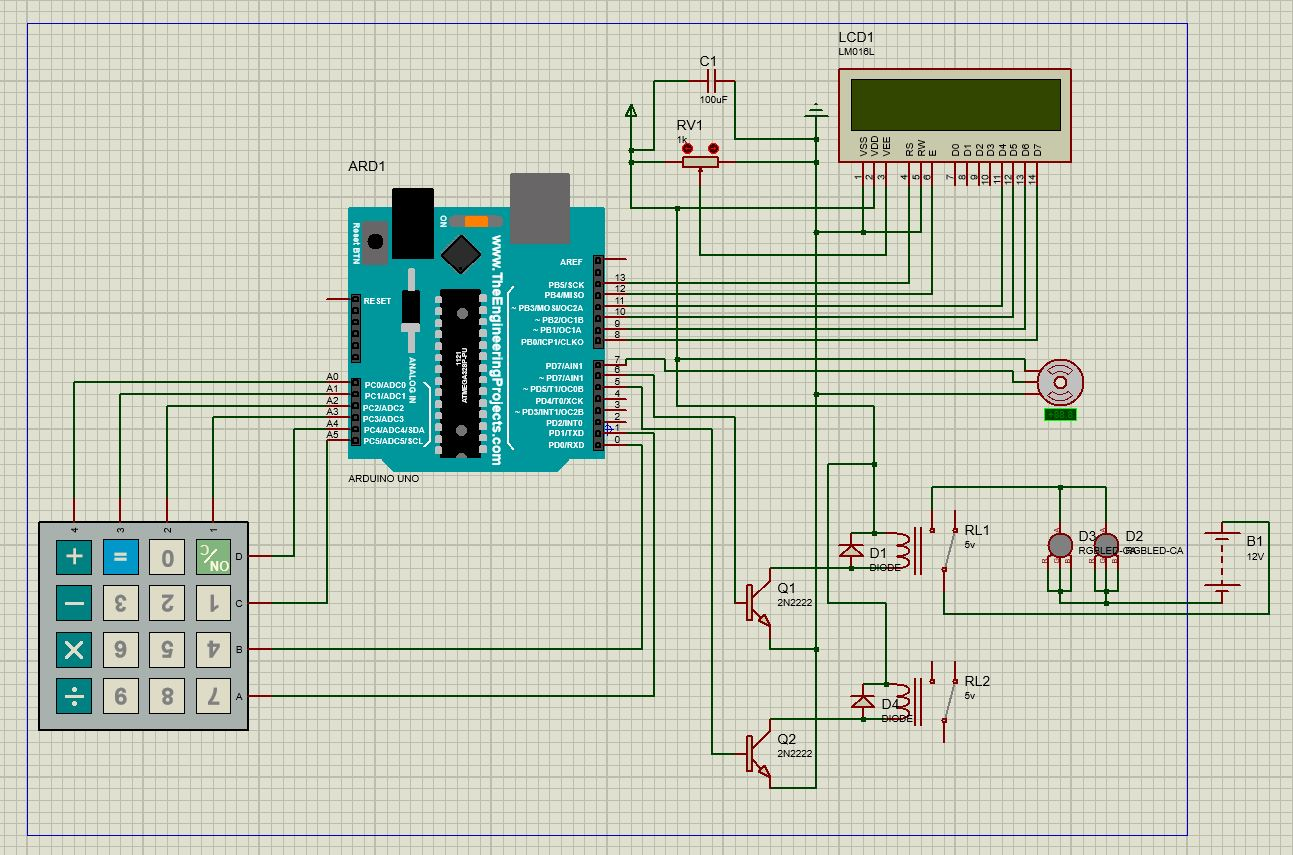 LCD1
LM016L
C1
100uF
RV1
1k
VSS
VDD
VEE
RS
RW
E
D0
D1
D2
D3
D4
D5
D6
D7
1
2
3
4
5
6
7
8
9
10
11
12
13
14
ARD1
Reset BTN
ON
www.TheEngineeringProjects.com
ANALOG IN
1121
ATMEGA328P-PU
AREF
PB5/SCK 13
PB4/MISO 12
~ PB3/MOSI/OC2A 11
~ PB2/OC1B 10
~ PB1/OC1A 9
PB0/ICP1/CLKO 8
PD7/AIN1 7
~ PD7/AIN1 6
~ PD5/T1/OC0B 5
PD4/T0/XCK 4
~ PD3/INT1/OC2B 3
PD2/INT0 2
PD1/TXD 1
PD0/RXD 0
RESET
A0 PC0/ADC0
A1 PC1/ADC1
A2 PC2/ADC2
A3 PC3/ADC3
A4 PC4/ADC4/SDA
A5 PC5/ADC5/SCL
ARDUINO UNO
4 3 2 1
+ = 0 ON/C D
− 3 2 1 C
× 6 5 4 B
÷ 9 8 7 A
D1
DIODE
RL1
5v
Q1
2N2222
D3
RGBLED-CA
D2
RGBLED-CA
A
A
R G B
R G B
B1
12V
D4
DIODE
RL2
5v
Q2
2N2222